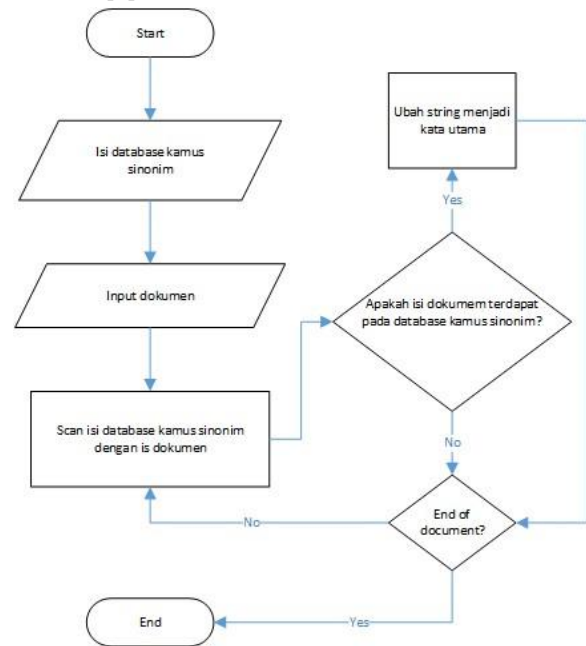 Start
Isi database kamus
sinonim
Input dokumen
Scan isi database kamus sinonim
dengan is dokumen
Ubah string menjadi
kata utama
Yes
Apakah isi dokumem terdapat
pada database kamus sinonim?
No
End of
document?
No
Yes
End